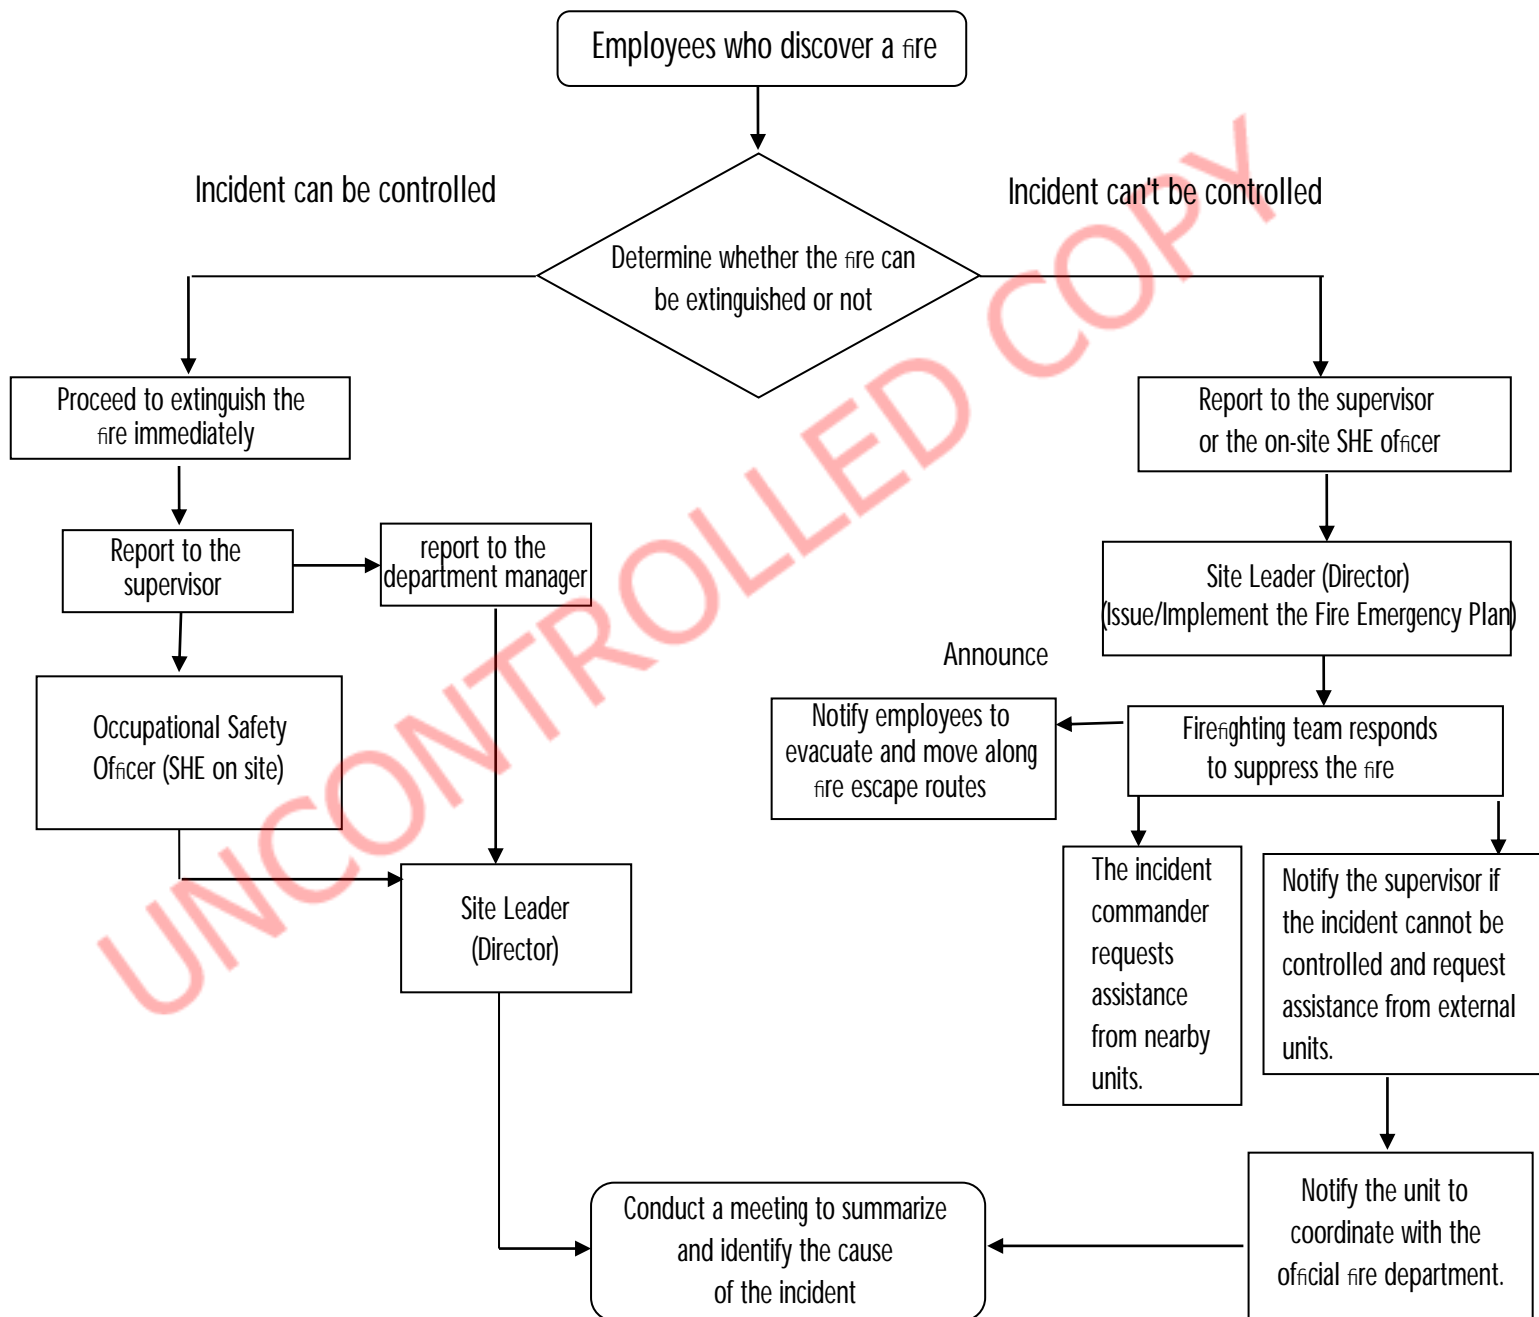 Employees who discover a fire
Incident can be controlled
Incident can't be controlled
Determine whether the fire can
be extinguished or not
Proceed to extinguish the
fire immediately
Report to the supervisor
or the on-site SHE officer
Report to the
supervisor
report to the
department manager
Site Leader (Director)
(Issue/Implement the Fire Emergency Plan)
Announce
Occupational Safety
Officer (SHE on site)
Notify employees to
evacuate and move along
fire escape routes
Firefighting team responds
to suppress the fire
The incident
commander
requests
assistance
from nearby
units.
Notify the supervisor if
the incident cannot be
controlled and request
assistance from external
units.
Site Leader
(Director)
Conduct a meeting to summarize
and identify the cause
of the incident
Notify the unit to
coordinate with the
official fire department.
UNCONTROLLED COPY